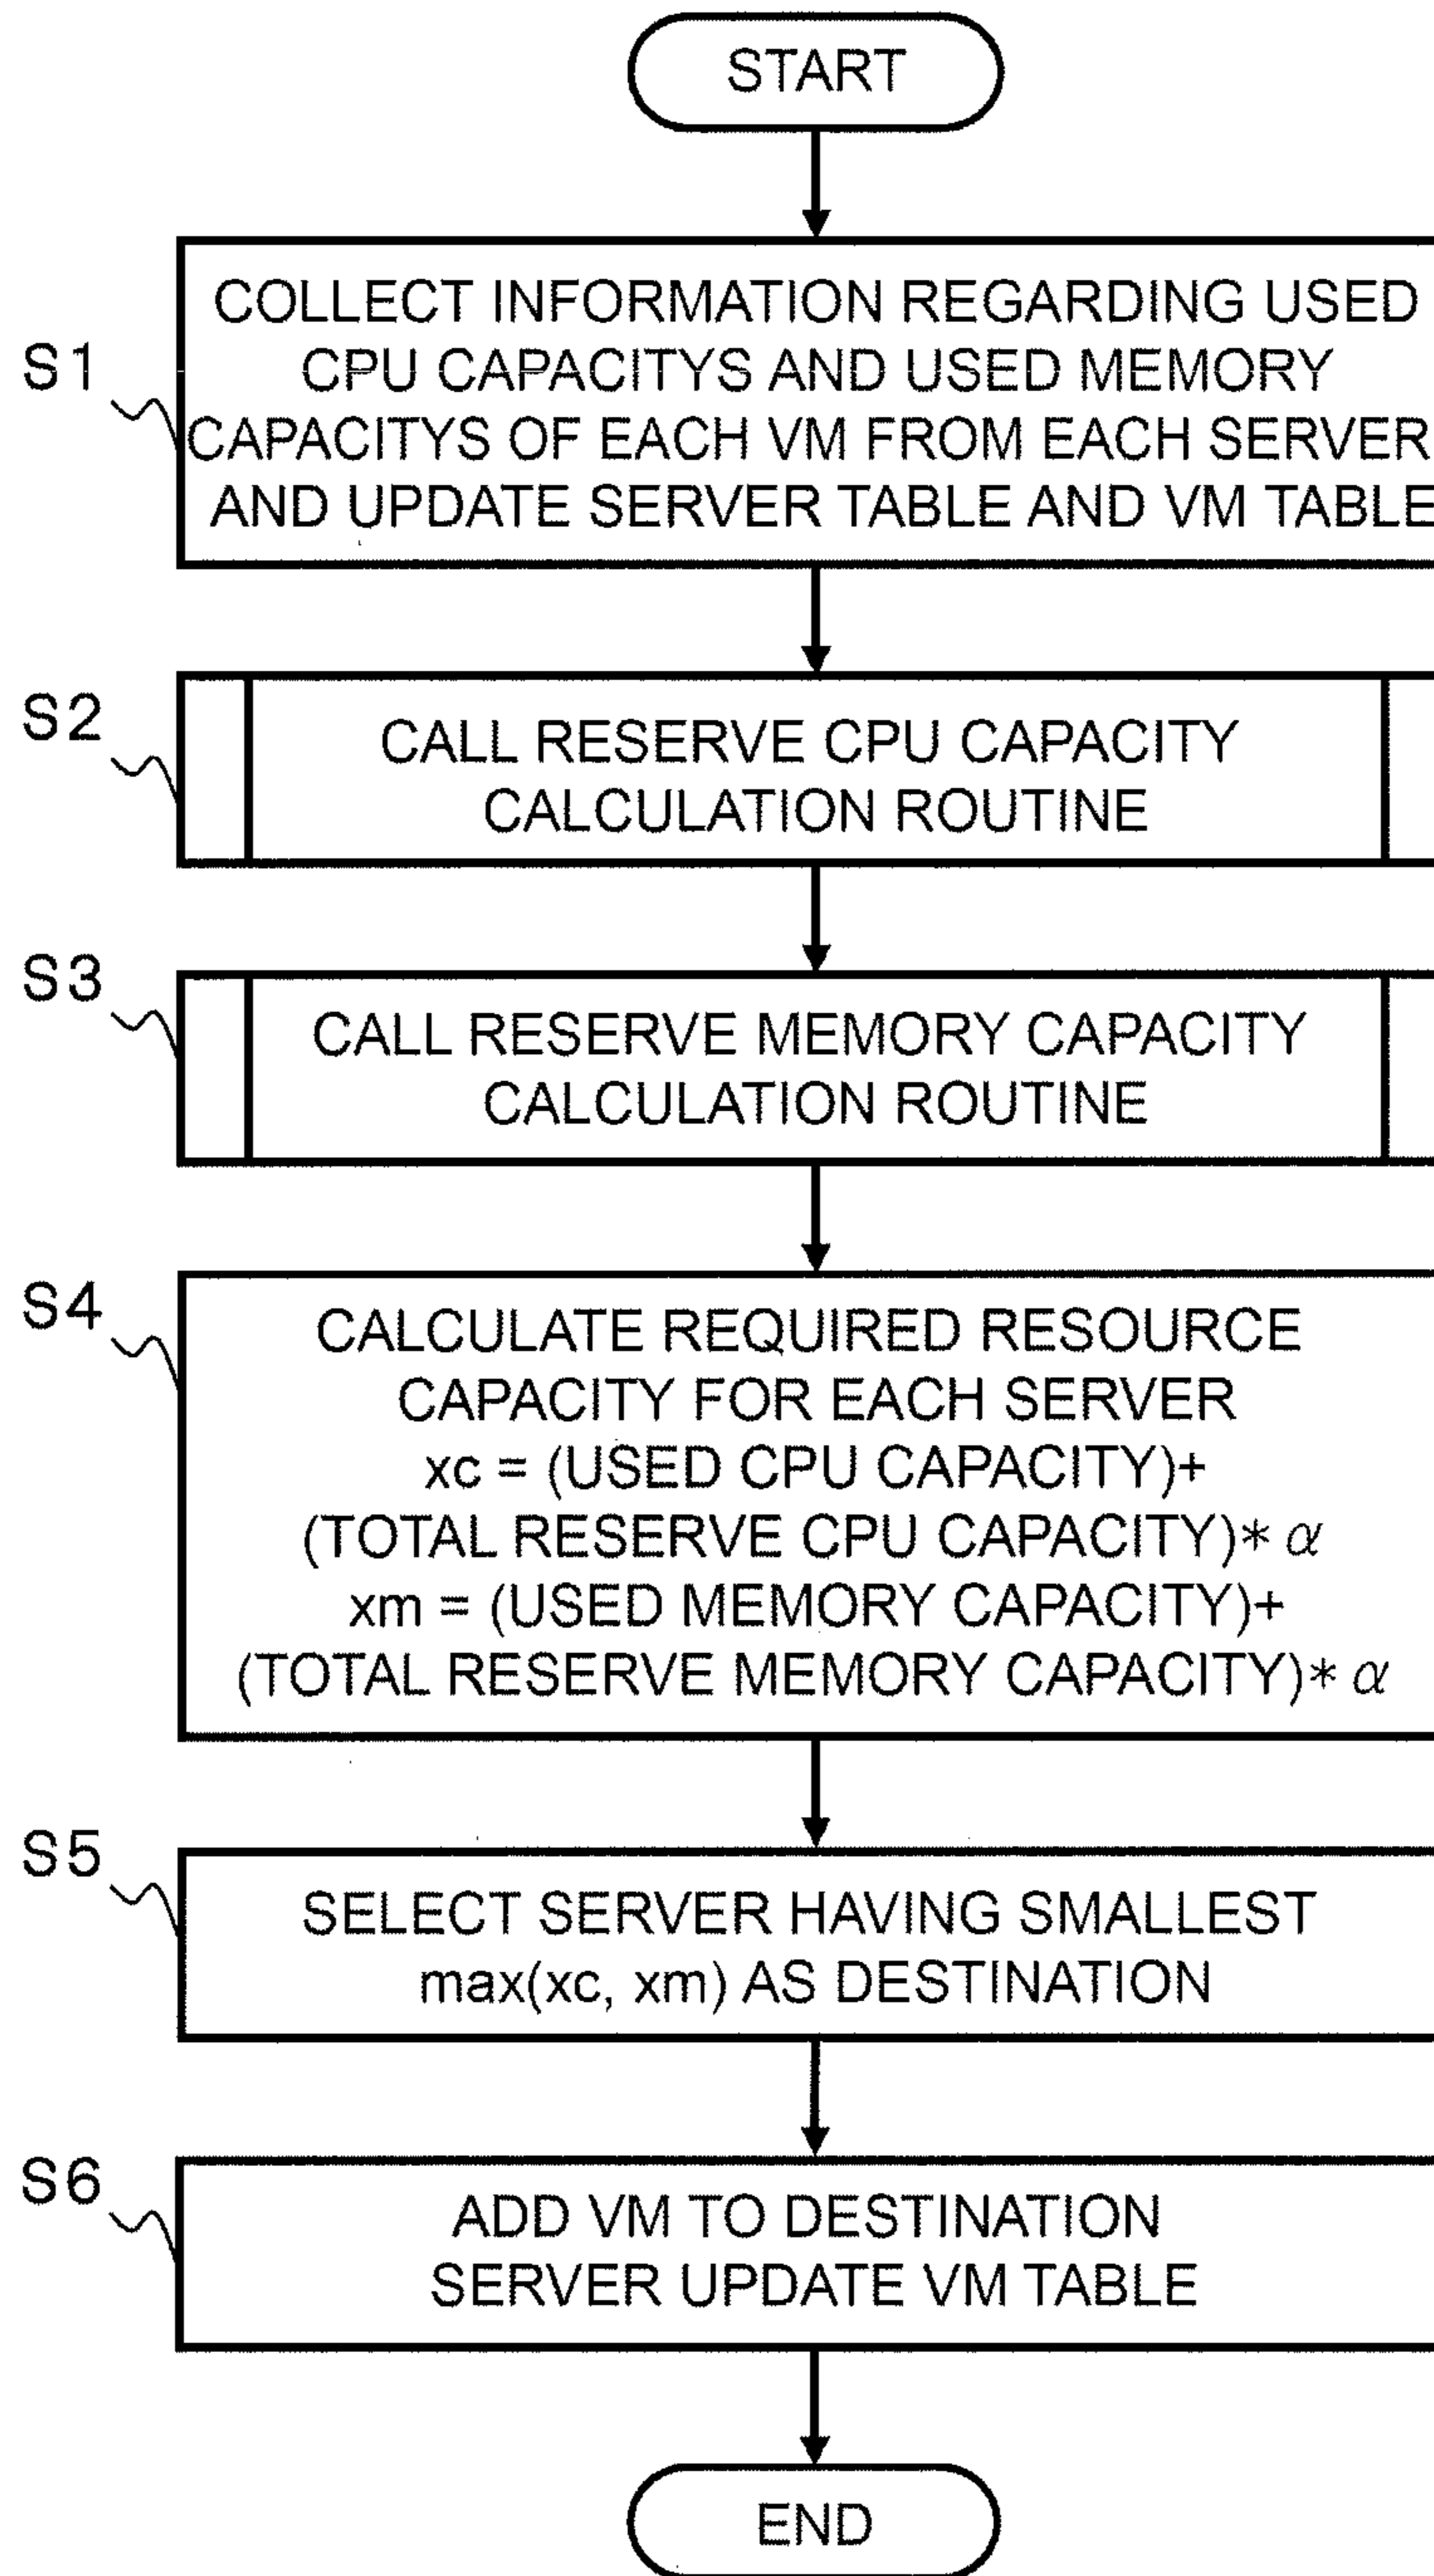 START
S1
COLLECT INFORMATION REGARDING USED
CPU CAPACITYS AND USED MEMORY
CAPACITYS OF EACH VM FROM EACH SERVER
AND UPDATE SERVER TABLE AND VM TABLE
S2
CALL RESERVE CPU CAPACITY
CALCULATION ROUTINE
S3
CALL RESERVE MEMORY CAPACITY
CALCULATION ROUTINE
S4
CALCULATE REQUIRED RESOURCE
CAPACITY FOR EACH SERVER
xc = (USED CPU CAPACITY)+
(TOTAL RESERVE CPU CAPACITY)* α
xm = (USED MEMORY CAPACITY)+
(TOTAL RESERVE MEMORY CAPACITY)* α
S5
SELECT SERVER HAVING SMALLEST
max(xc, xm) AS DESTINATION
S6
ADD VM TO DESTINATION
SERVER UPDATE VM TABLE
END